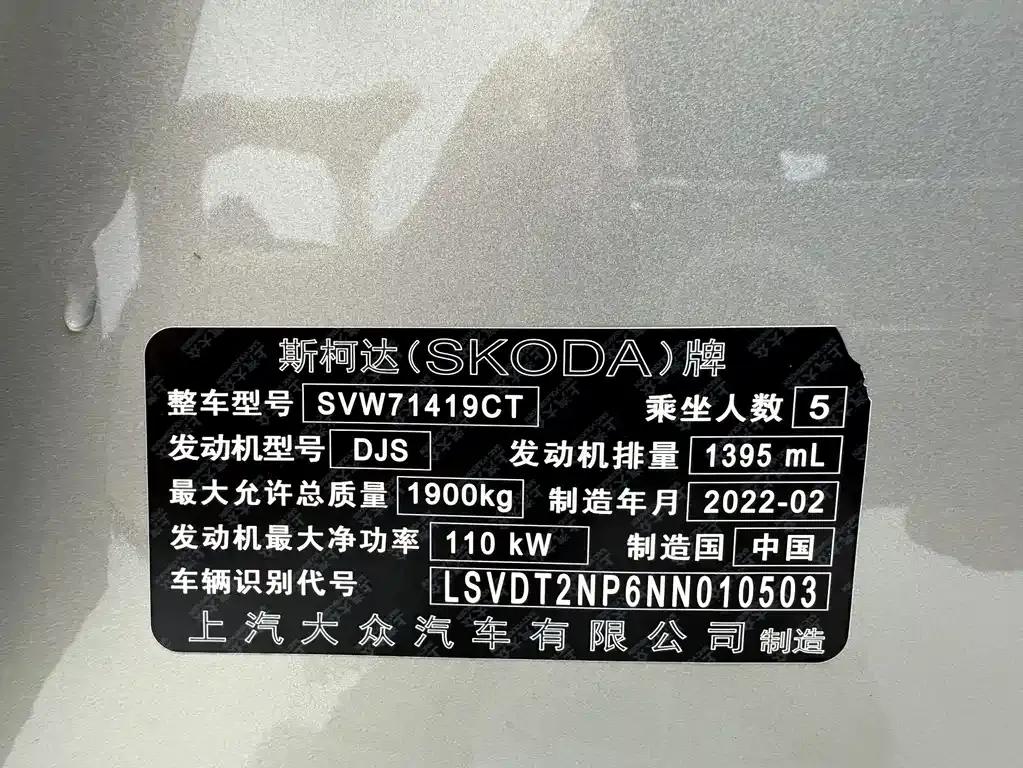 斯柯达(SKODA)牌
整车型号 SVW71419CT 乘坐人数 5
发动机型号 DJS 发动机排量 1395 mL
最大允许总质量 1900kg 制造年月 2022-02
发动机最大净功率 110 kW 制造国 中国
车辆识别代号 LSVDT2NP6NN010503
上汽大众汽车有限公司 制造